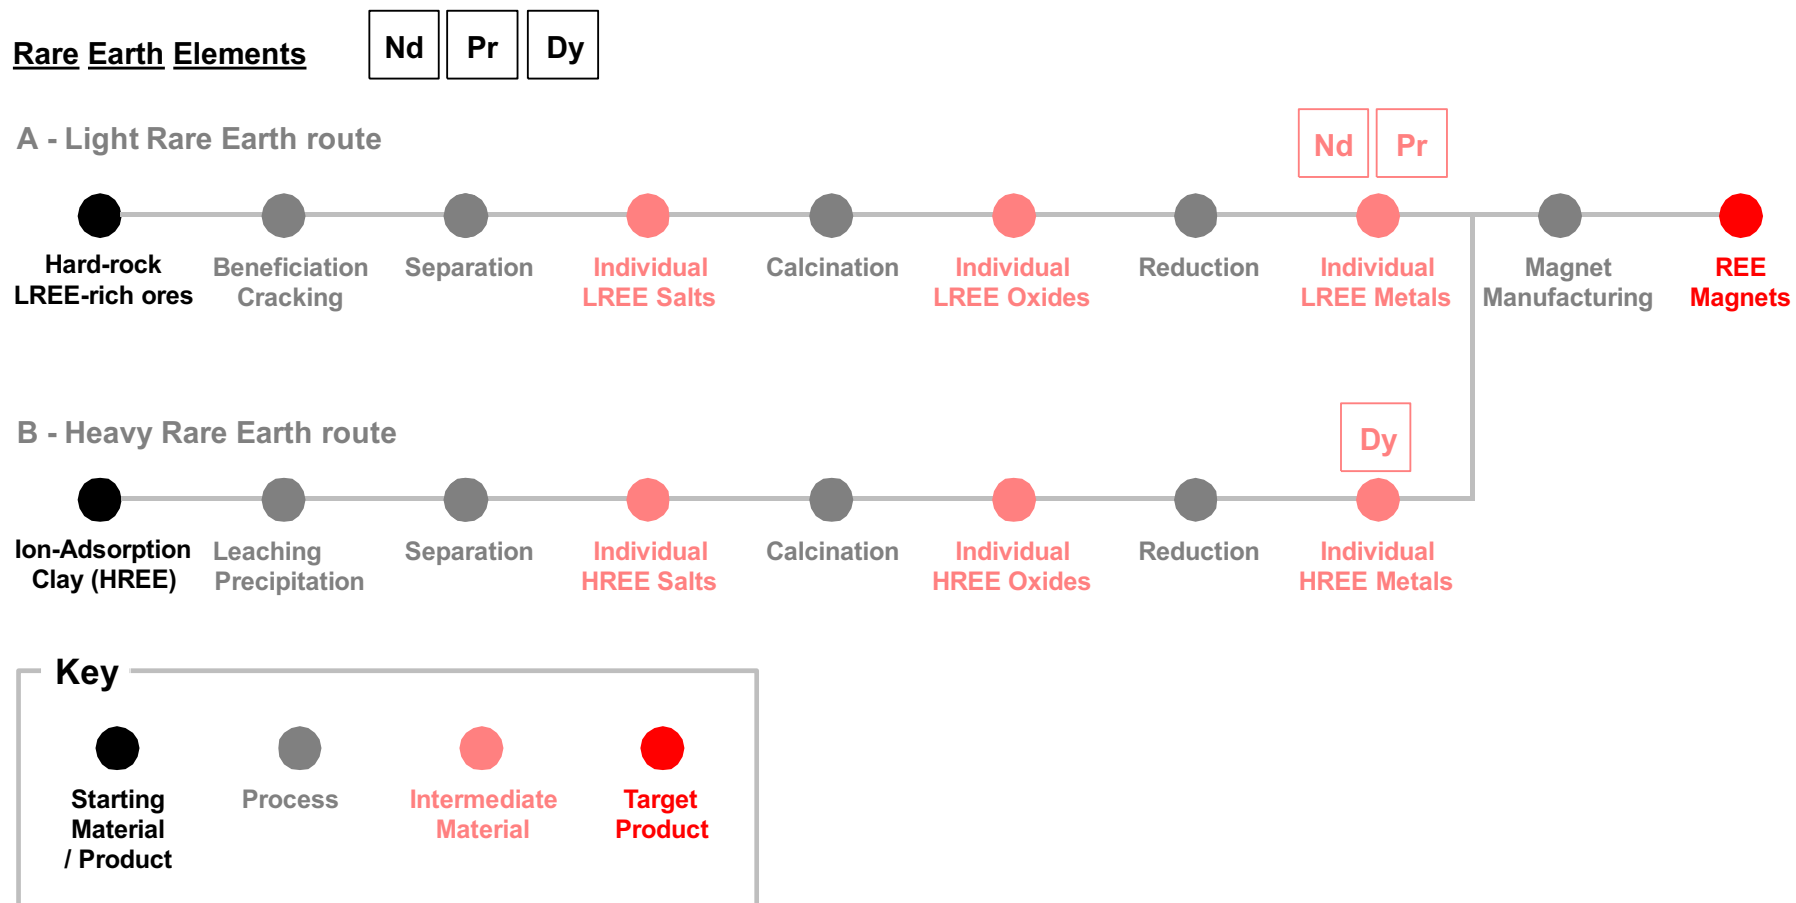 Rare Earth Elements
Nd Pr Dy
A - Light Rare Earth route
Nd Pr
Hard-rock
LREE-rich ores
Beneficiation
Cracking
Separation
Individual
LREE Salts
Calcination
Individual
LREE Oxides
Reduction
Individual
LREE Metals
Magnet
Manufacturing
REE
Magnets
B - Heavy Rare Earth route
Dy
Ion-Adsorption
Clay (HREE)
Leaching
Precipitation
Separation
Individual
HREE Salts
Calcination
Individual
HREE Oxides
Reduction
Individual
HREE Metals
Key
Starting
Material
/ Product
Process
Intermediate
Material
Target
Product